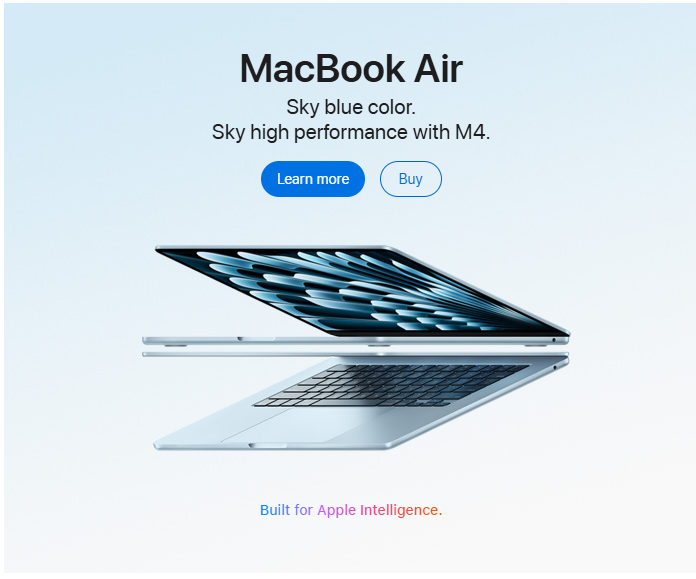 MacBook Air
Sky blue color.
Sky high performance with M4.
Learn more
Buy
Built for Apple Intelligence.